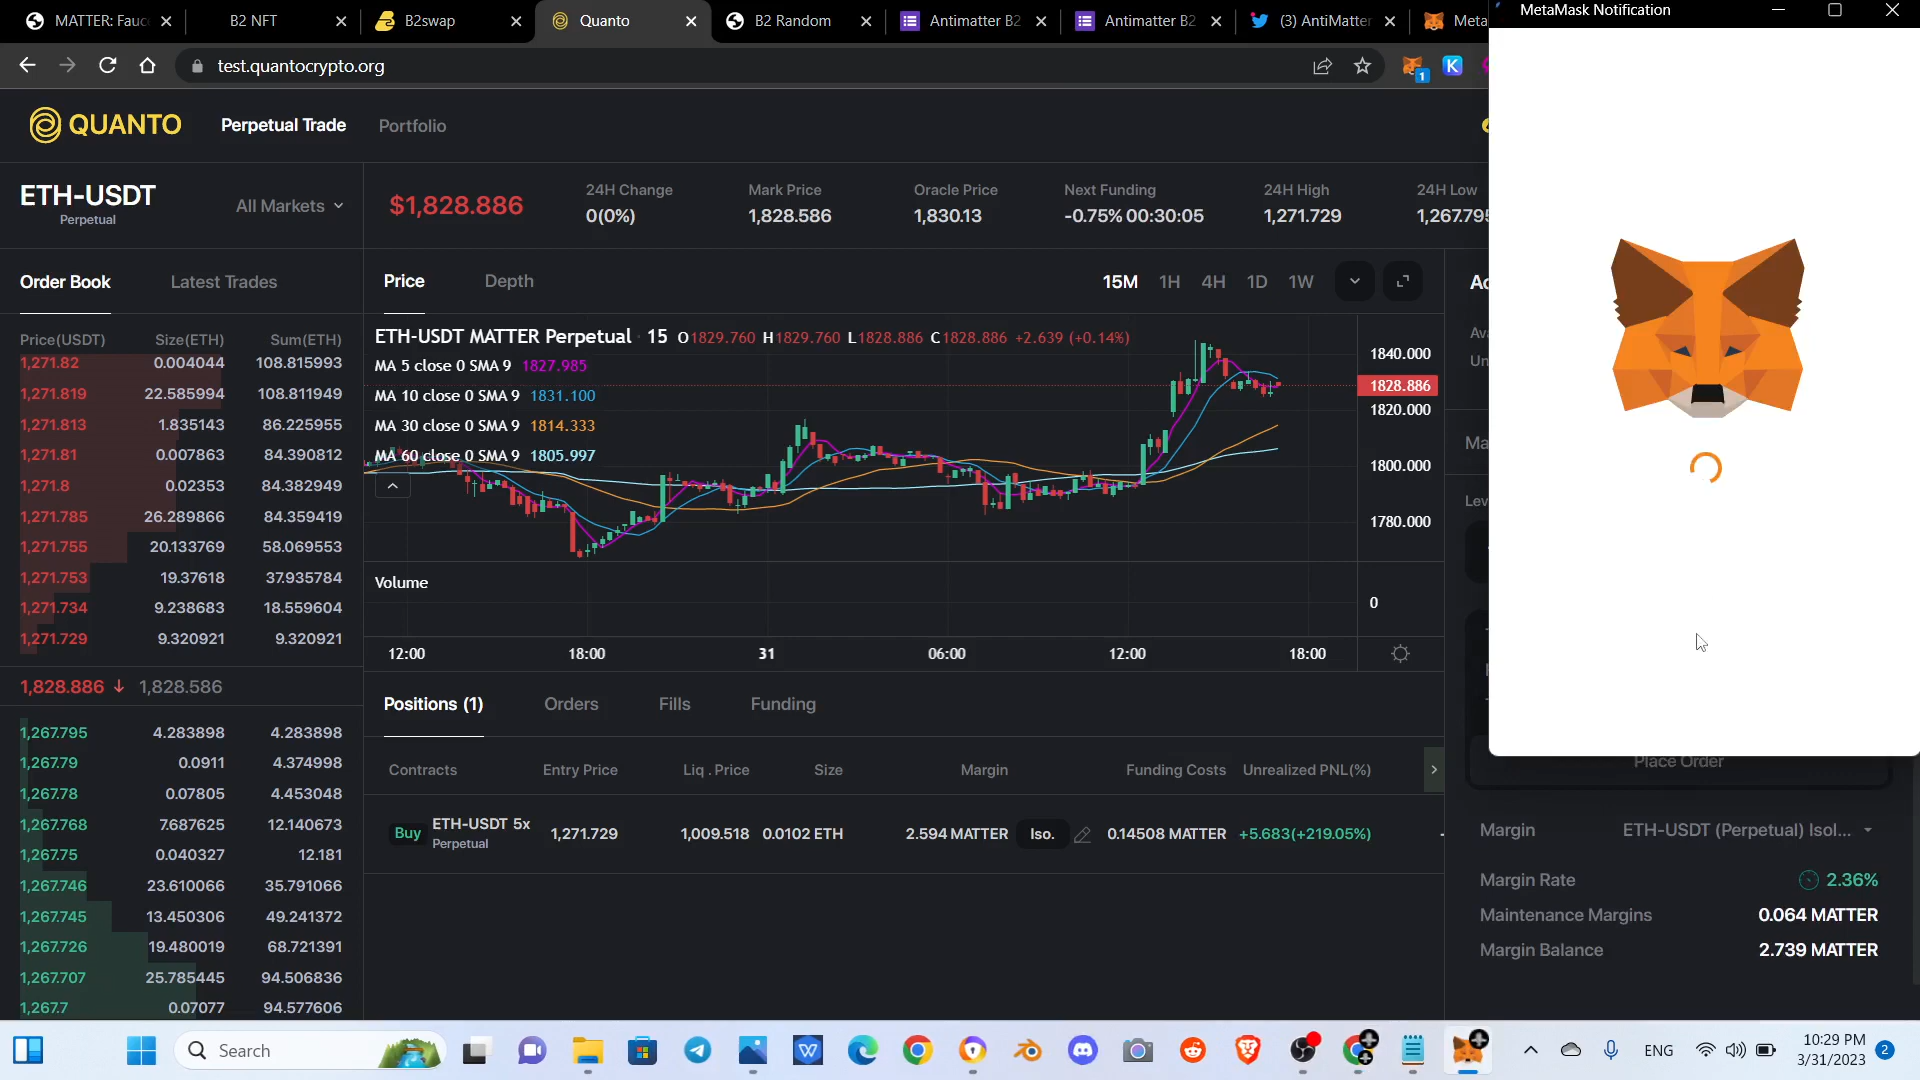 MATTER: Fauc
B2 NFT
B2swap
Quanto
B2 Random
Antimatter B2
Antimatter B2
(3) AntiMatter
Meta
MetaMask Notification
test.quantocrypto.org
1
K
QUANTO
Perpetual Trade
Portfolio
ETH-USDT
Perpetual
All Markets
$1,828.886
24H Change
0(0%)
Mark Price
1,828.586
Oracle Price
1,830.13
Next Funding
-0.75% 00:30:05
24H High
1,271.729
24H Low
1,267.795
Order Book
Latest Trades
Price
Depth
15M
1H
4H
1D
1W
Price(USDT) Size(ETH) Sum(ETH)
1,271.82 0.004044 108.815993
1,271.819 22.585994 108.811949
1,271.813 1.835143 86.225955
1,271.81 0.007863 84.390812
1,271.8 0.02353 84.382949
1,271.785 26.289866 84.359419
1,271.755 20.133769 58.069553
1,271.753 19.37618 37.935784
1,271.734 9.238683 18.559604
1,271.729 9.320921 9.320921
1,828.886 ↓ 1,828.586
1,267.795 4.283898 4.283898
1,267.79 0.0911 4.374998
1,267.78 0.07805 4.453048
1,267.768 7.687625 12.140673
1,267.75 0.040327 12.181
1,267.746 23.610066 35.791066
1,267.745 13.450306 49.241372
1,267.726 19.480019 68.721391
1,267.707 25.785445 94.506836
1,267.7 0.07077 94.577606
ETH-USDT MATTER Perpetual · 15 O1829.760 H1829.760 L1828.886 C1828.886 +2.639 (+0.14%)
MA 5 close 0 SMA 9 1827.985
MA 10 close 0 SMA 9 1831.100
MA 30 close 0 SMA 9 1814.333
MA 60 close 0 SMA 9 1805.997
1840.000
1828.886
1820.000
1800.000
1780.000
Volume
0
12:00
18:00
31
06:00
12:00
18:00
Positions (1)
Orders
Fills
Funding
Contracts
Entry Price
Liq . Price
Size
Margin
Funding Costs
Unrealized PNL(%)
Buy
ETH-USDT 5x
Perpetual
1,271.729
1,009.518
0.0102 ETH
2.594 MATTER
Iso.
0.14508 MATTER
+5.683(+219.05%)
Place Order
Margin
ETH-USDT (Perpetual) Isol...
Margin Rate
2.36%
Maintenance Margins
0.064 MATTER
Margin Balance
2.739 MATTER
Search
ENG
10:29 PM
3/31/2023
2